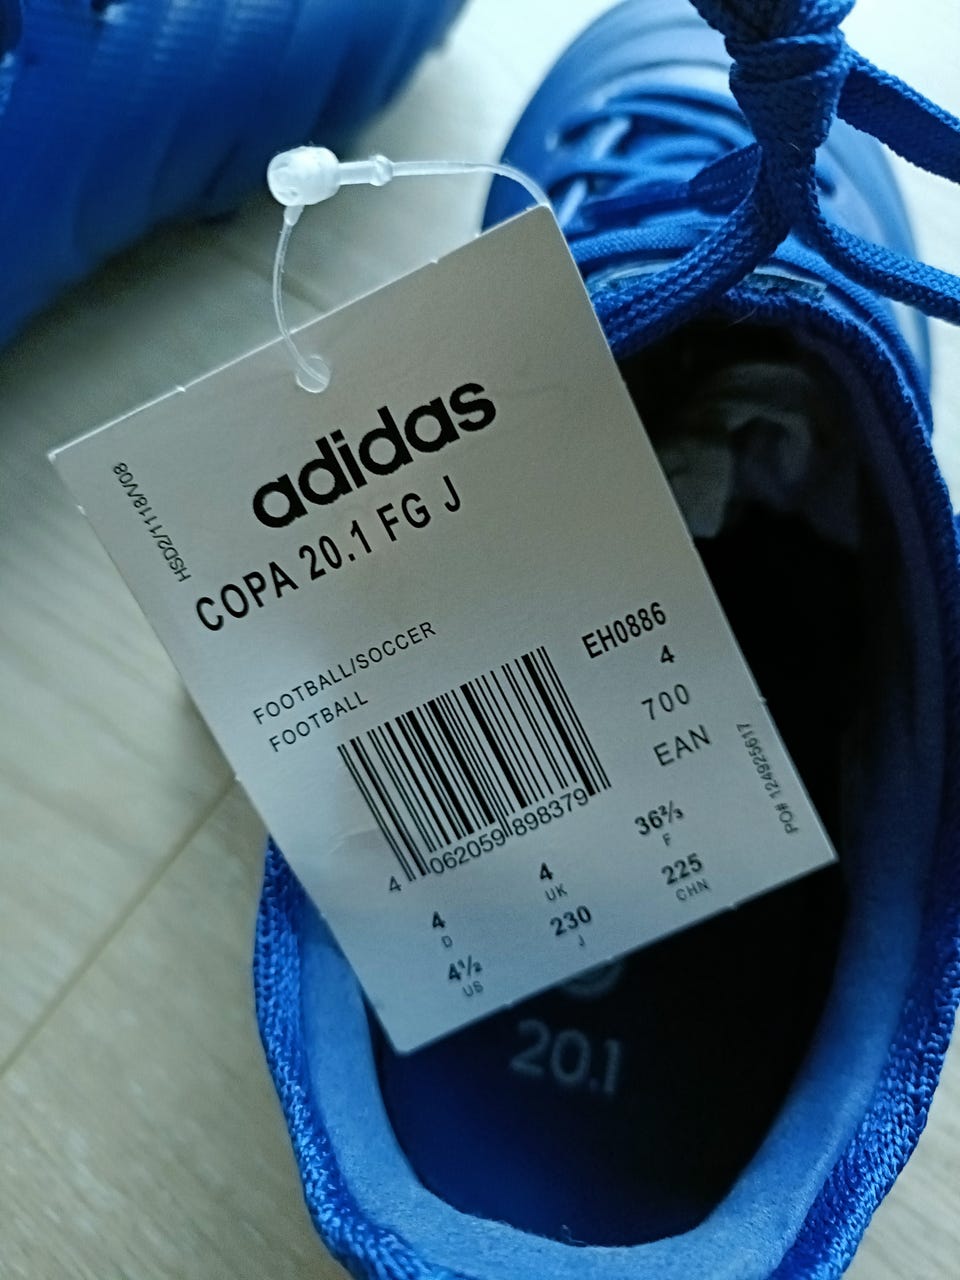 adidas
COPA 20.1 FG J
HSD2/1118/V08
FOOTBALL/SOCCER
FOOTBALL
EH0886
4
700
EAN
4 062059 898379
PO# 124925617
4 D
4 UK
36⅔ F
4½ US
230 J
225 CHN
20.1